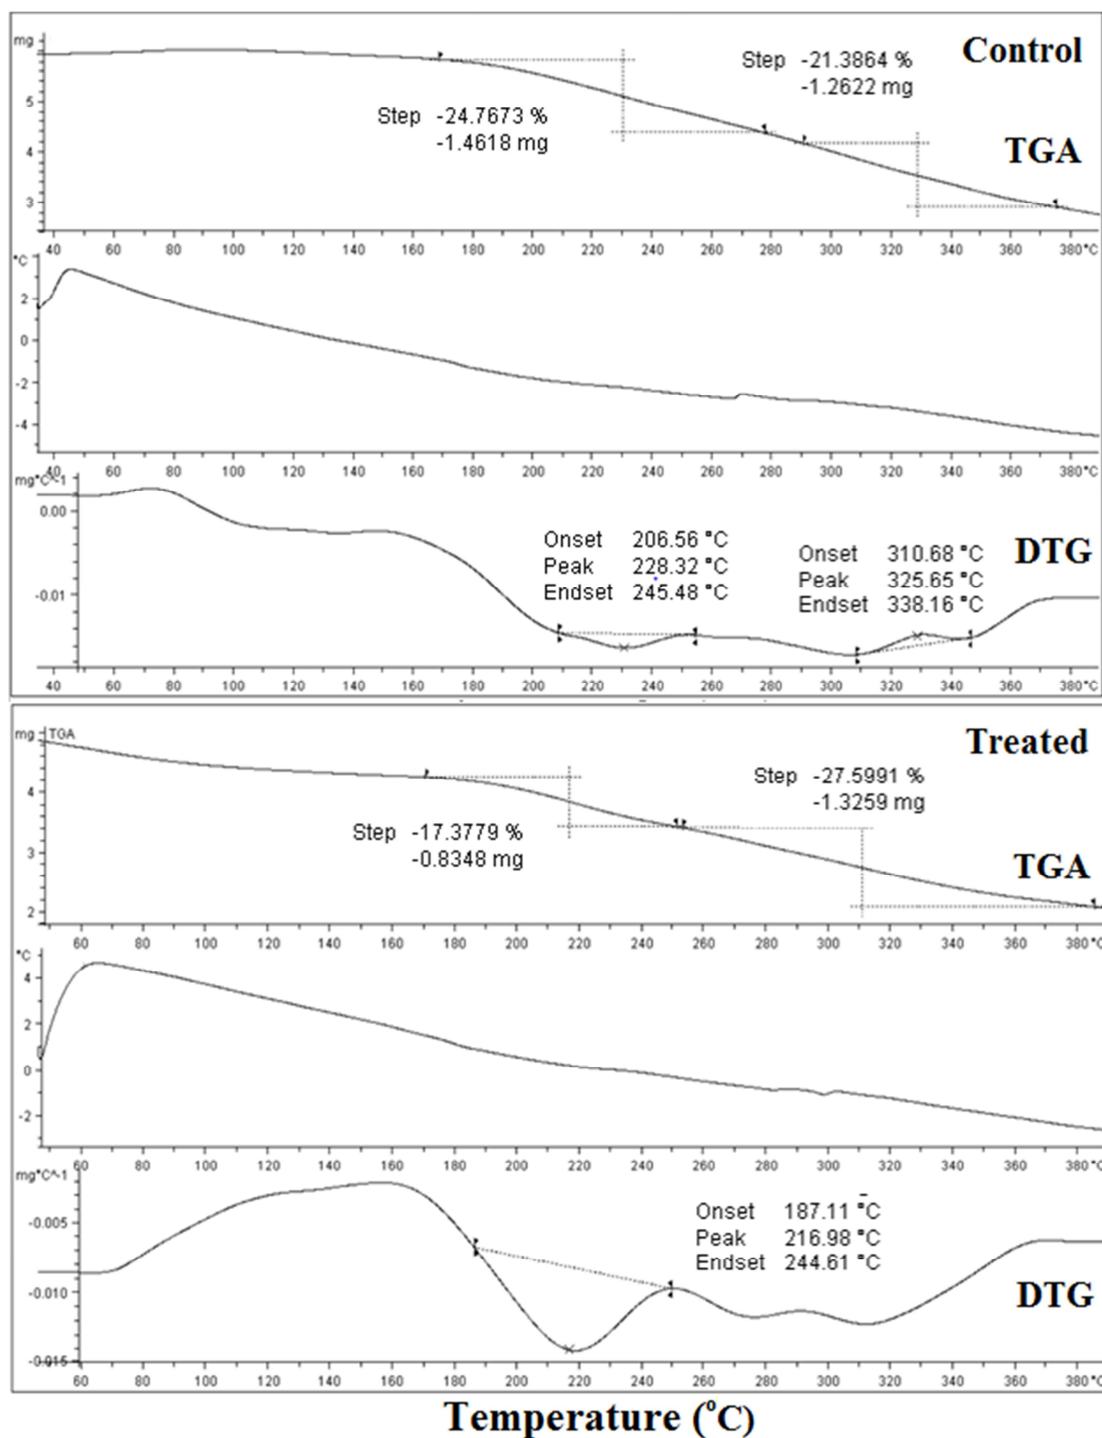 mg
Control
Step -21.3864 %
-1.2622 mg
Step -24.7673 %
-1.4618 mg
TGA
5
4
3
40 60 80 100 120 140 160 180 200 220 240 260 280 300 320 340 360 380°C
°C
2
0
-2
-4
40 60 80 100 120 140 160 180 200 220 240 260 280 300 320 340 360 380°C
mg°C^-1
0.00
-0.01
DTG
Onset 206.56 °C
Peak 228.32 °C
Endset 245.48 °C
Onset 310.68 °C
Peak 325.65 °C
Endset 338.16 °C
40 60 80 100 120 140 160 180 200 220 240 260 280 300 320 340 360 380°C
mg TGA
Treated
Step -27.5991 %
-1.3259 mg
Step -17.3779 %
-0.8348 mg
TGA
4
3
2
60 80 100 120 140 160 180 200 220 240 260 280 300 320 340 360 380°C
°C
4
2
0
-2
60 80 100 120 140 160 180 200 220 240 260 280 300 320 340 360 380°C
mg°C^-1
-0.005
-0.010
-0.015
Onset 187.11 °C
Peak 216.98 °C
Endset 244.61 °C
DTG
60 80 100 120 140 160 180 200 220 240 260 280 300 320 340 360 380°C
Temperature (°C)